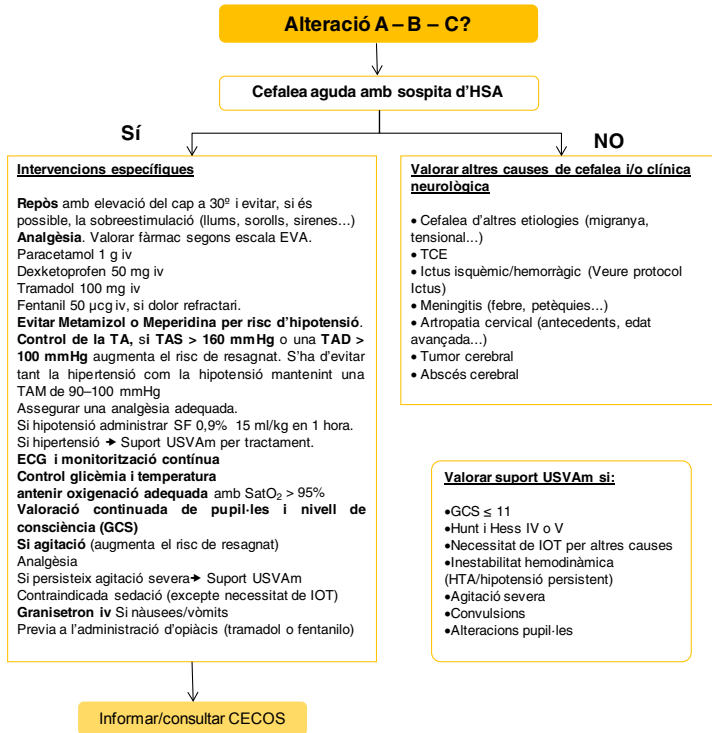 Alteració A – B – C?
Cefalea aguda amb sospita d'HSA
Sí
NO
Intervencions específiques
Repòs amb elevació del cap a 30º i evitar, si és
possible, la sobreestimulació (llums, sorolls, sirenes...)
Analgèsia. Valorar fàrmac segons escala EVA.
Paracetamol 1 g iv
Dexketoprofen 50 mg iv
Tramadol 100 mg iv
Fentanil 50 µcg iv, si dolor refractari.
Evitar Metamizol o Meperidina per risc d'hipotensió.
Control de la TA, si TAS > 160 mmHg o una TAD >
100 mmHg augmenta el risc de resagnat. S'ha d'evitar
tant la hipertensió com la hipotensió mantenint una
TAM de 90–100 mmHg
Assegurar una analgèsia adequada.
Si hipotensió administrar SF 0,9% 15 ml/kg en 1 hora.
Si hipertensió ➔ Suport USVAm per tractament.
ECG i monitorització contínua
Control glicèmia i temperatura
antenir oxigenació adequada amb SatO₂ > 95%
Valoració continuada de pupil·les i nivell de
consciència (GCS)
Si agitació (augmenta el risc de resagnat)
Analgèsia
Si persisteix agitació severa➔ Suport USVAm
Contraindicada sedació (excepte necessitat de IOT)
Granisetron iv Si nàusees/vòmits
Previa a l'administració d'opiàcis (tramadol o fentanilo)
Valorar altres causes de cefalea i/o clínica
neurològica
• Cefalea d'altres etiologies (migranya,
tensional...)
• TCE
• Ictus isquèmic/hemorràgic (Veure protocol
Ictus)
• Meningitis (febre, petèquies...)
• Artropatia cervical (antecedents, edat
avançada...)
• Tumor cerebral
• Abscés cerebral
Valorar suport USVAm si:
•GCS ≤ 11
•Hunt i Hess IV o V
•Necessitat de IOT per altres causes
•Inestabilitat hemodinàmica
(HTA/hipotensió persistent)
•Agitació severa
•Convulsions
•Alteracions pupil·les
Informar/consultar CECOS